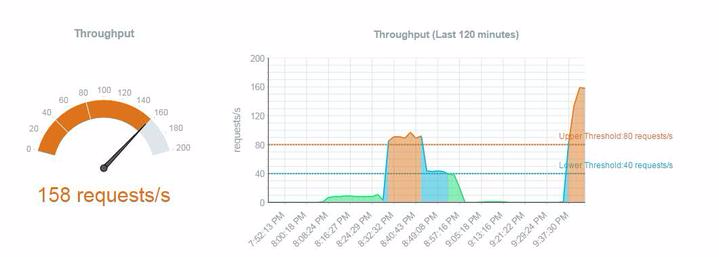 Throughput
0
20
40
60
80
100
120
140
160
180
200
158 requests/s
Throughput (Last 120 minutes)
requests/s
200
160
120
80
40
0
Upper Threshold:80 requests/s
Lower Threshold:40 requests/s
7:52:13 PM
8:00:18 PM
8:08:24 PM
8:16:27 PM
8:24:29 PM
8:32:32 PM
8:40:43 PM
8:49:08 PM
8:57:16 PM
9:05:18 PM
9:13:16 PM
9:21:22 PM
9:29:24 PM
9:37:30 PM